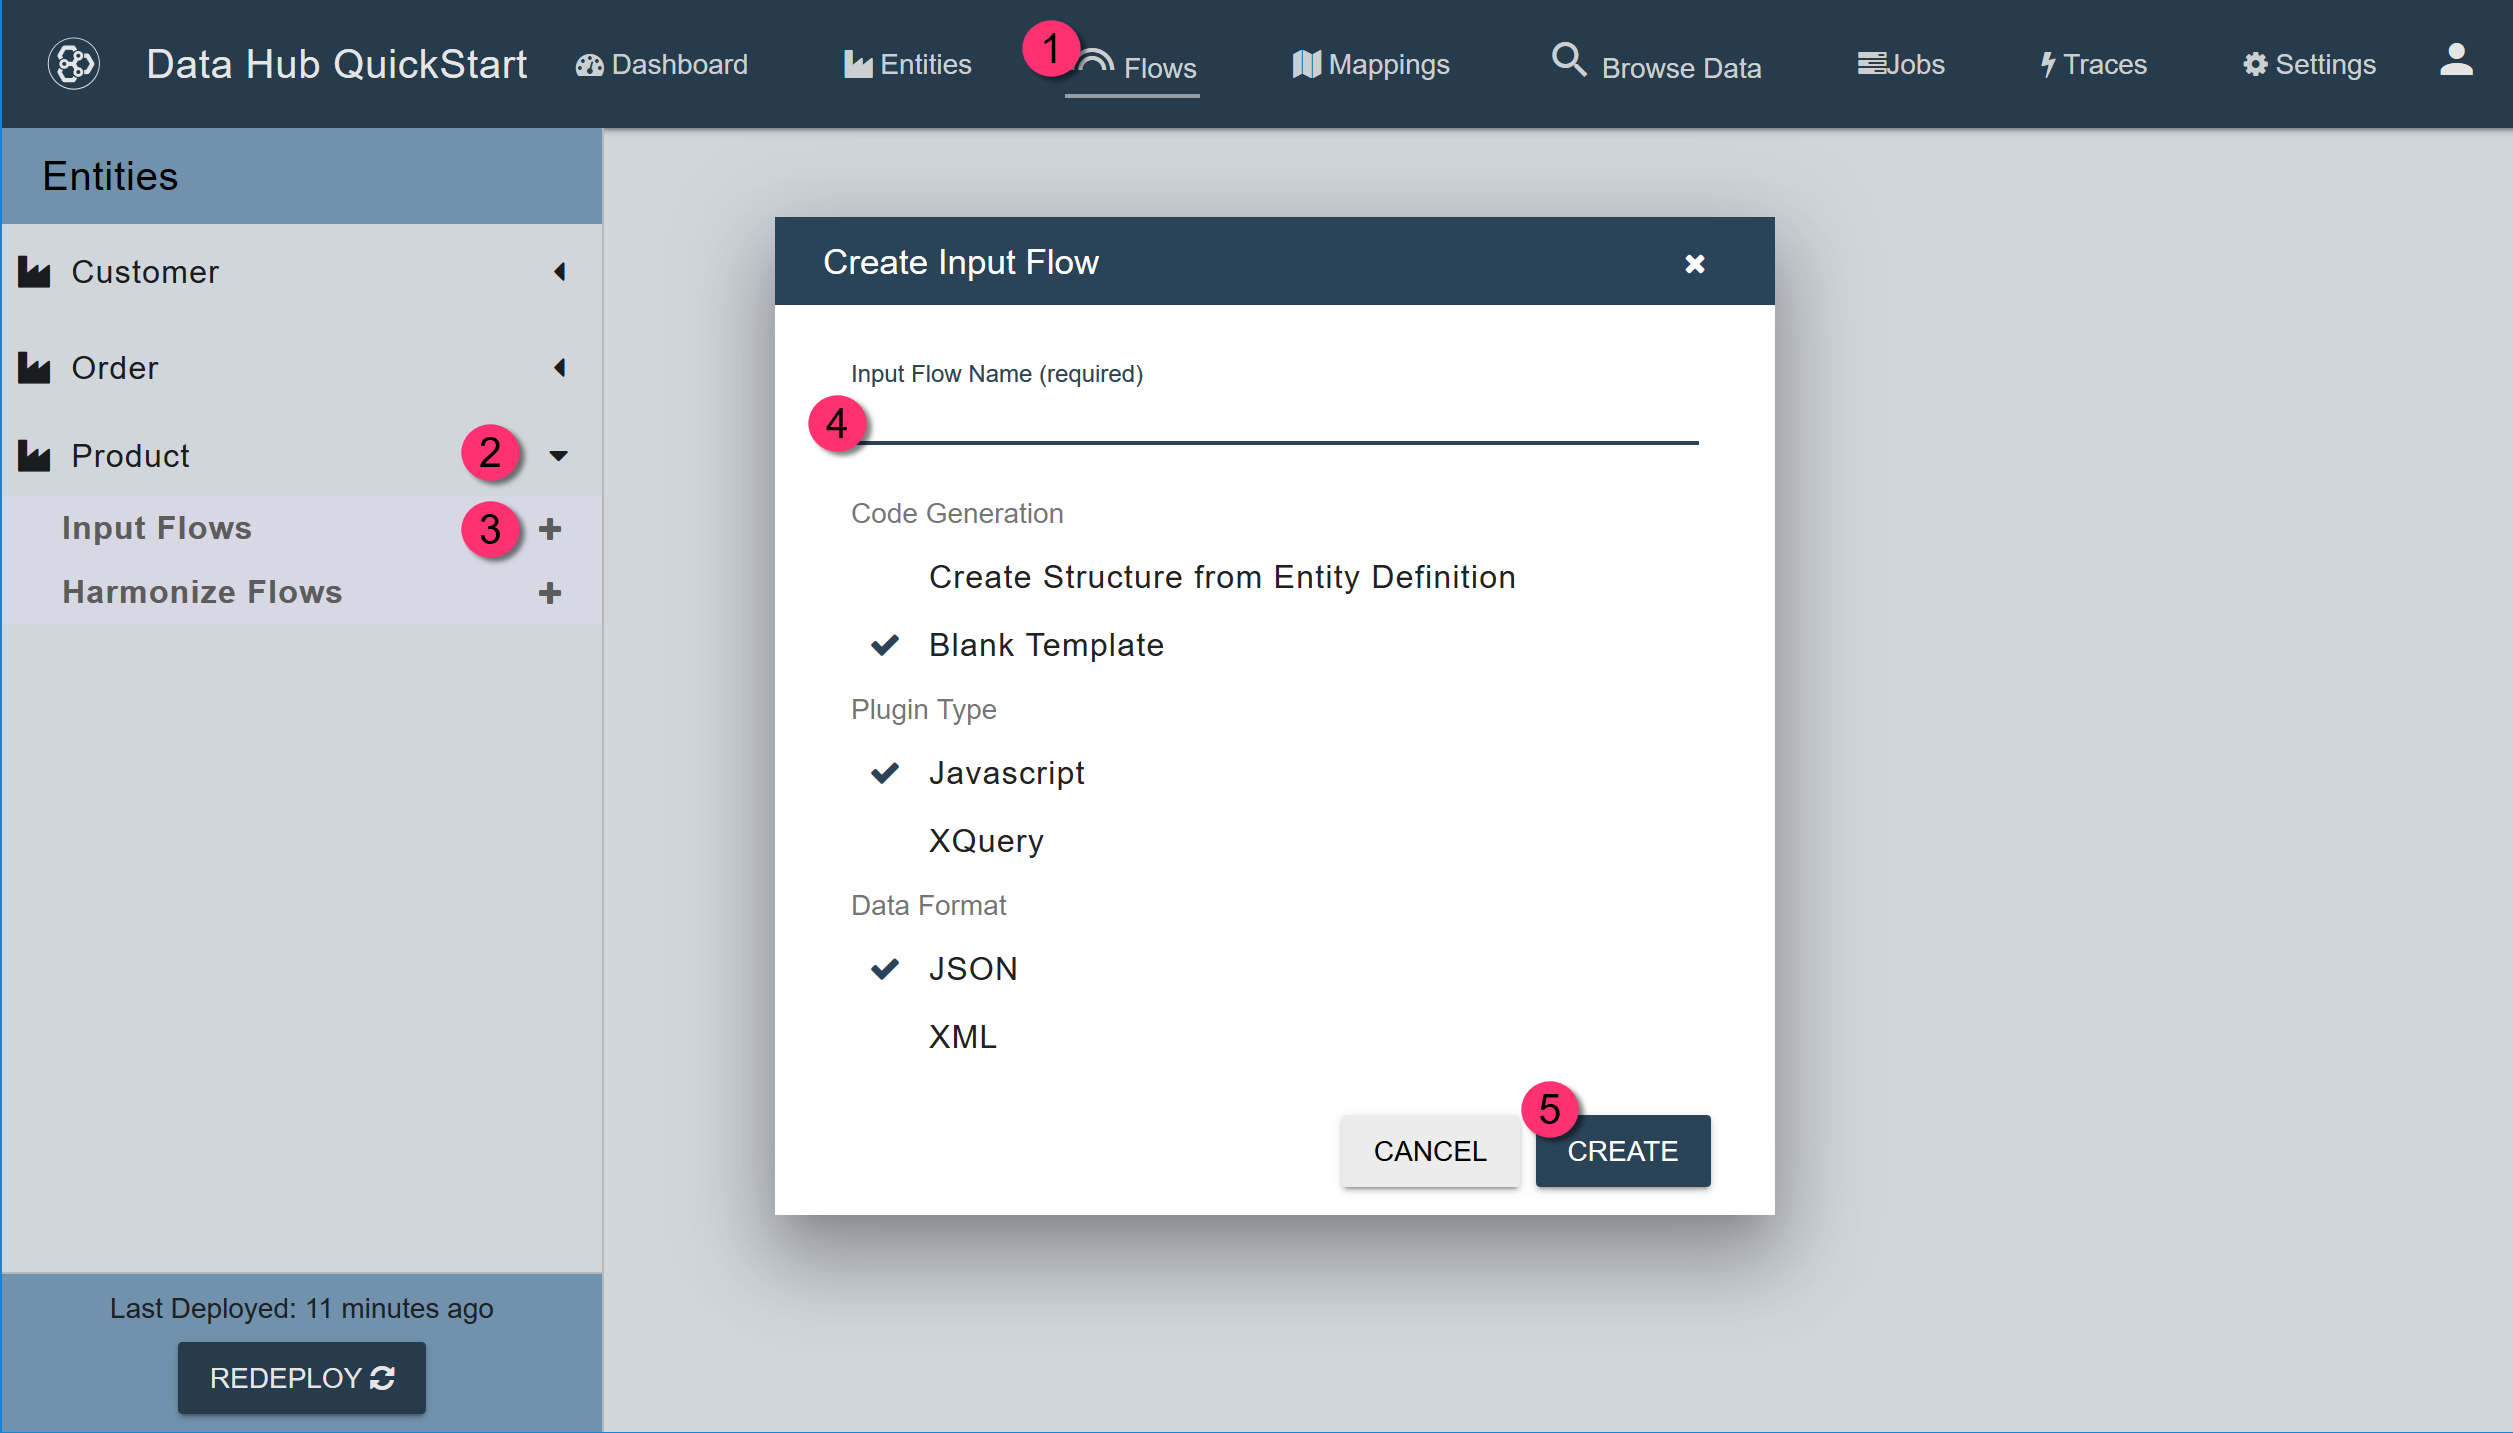 Data Hub QuickStart Dashboard Entities 1 Flows Mappings Browse Data Jobs Traces Settings
Entities
Customer
Order
Product 2
Input Flows 3
Harmonize Flows
Last Deployed: 11 minutes ago
REDEPLOY
Create Input Flow
Input Flow Name (required)
4
Code Generation
Create Structure from Entity Definition
Blank Template
Plugin Type
Javascript
XQuery
Data Format
JSON
XML
5
CANCEL CREATE